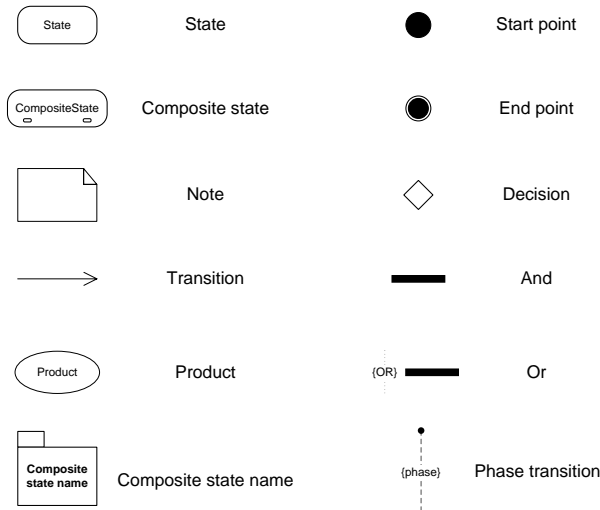 State
State
Start point
CompositeState
Composite state
End point
Note
Decision
Transition
And
Product
Product
{OR}
Or
Composite
state name
Composite state name
{phase}
Phase transition